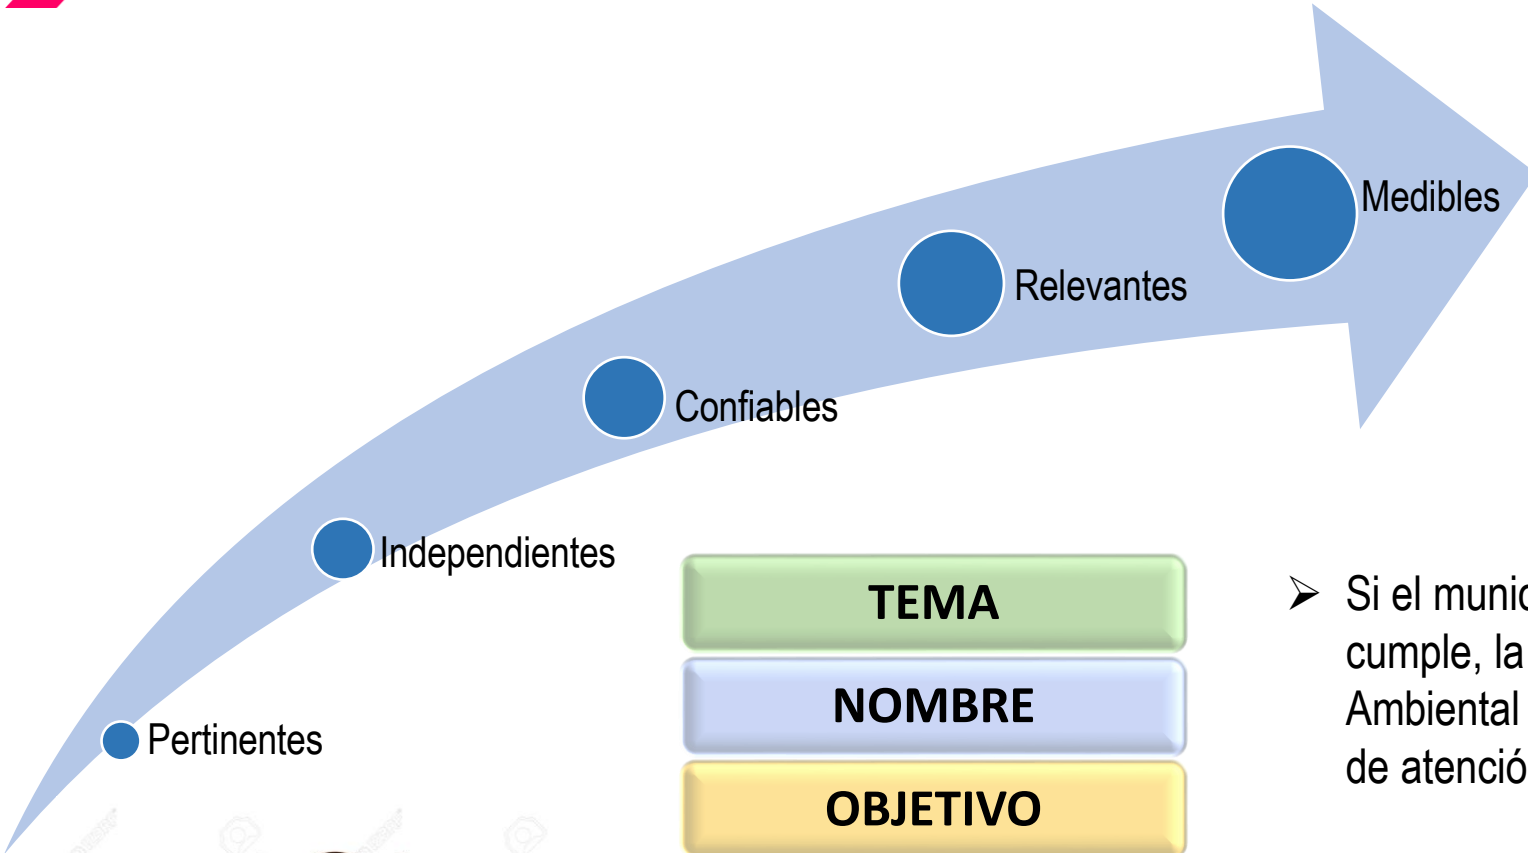 Medibles
Relevantes
Confiables
Independientes
Pertinentes
TEMA
NOMBRE
OBJETIVO
➢ Si el munic
cumple, la
Ambiental
de atenció